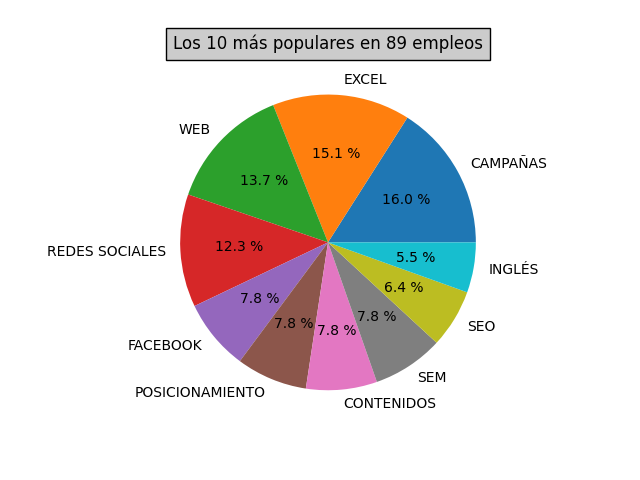 Los 10 más populares en 89 empleos
EXCEL
WEB
CAMPAÑAS
15.1 %
13.7 %
16.0 %
REDES SOCIALES
12.3 %
5.5 %
INGLÉS
7.8 %
6.4 %
SEO
7.8 %
7.8 %
7.8 %
FACEBOOK
SEM
POSICIONAMIENTO
CONTENIDOS